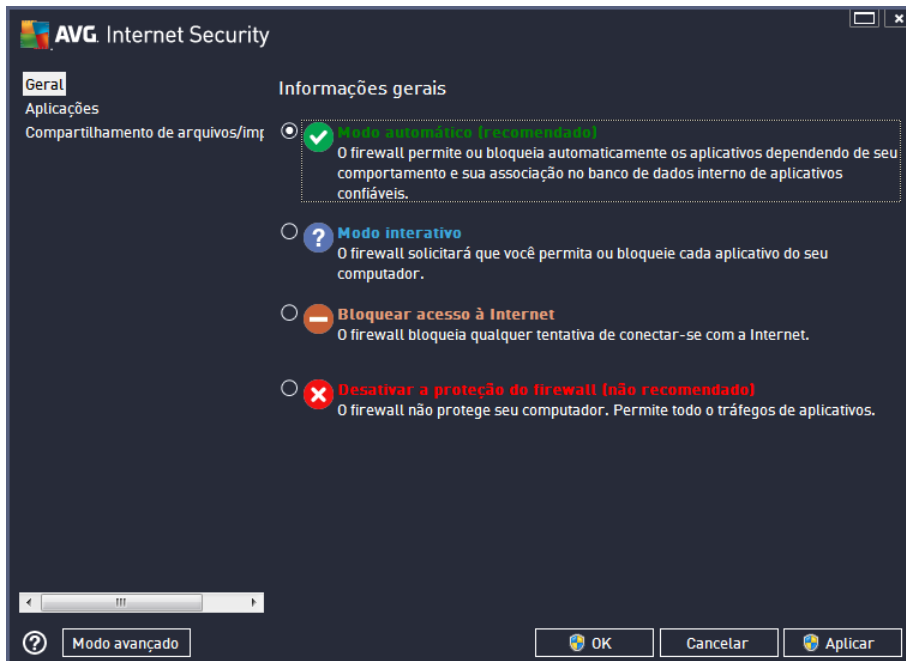 AVG. Internet Security
Geral
Aplicações
Compartilhamento de arquivos/imp
Informações gerais
Modo automático (recomendado)
O firewall permite ou bloqueia automaticamente os aplicativos dependendo de seu
comportamento e sua associação no banco de dados interno de aplicativos
confiáveis.
Modo interativo
O firewall solicitará que você permita ou bloqueie cada aplicativo do seu
computador.
Bloquear acesso à Internet
O firewall bloqueia qualquer tentativa de conectar-se com a Internet.
Desativar a proteção do firewall (não recomendado)
O firewall não protege seu computador. Permite todo o tráfegos de aplicativos.
Modo avançado
OK
Cancelar
Aplicar